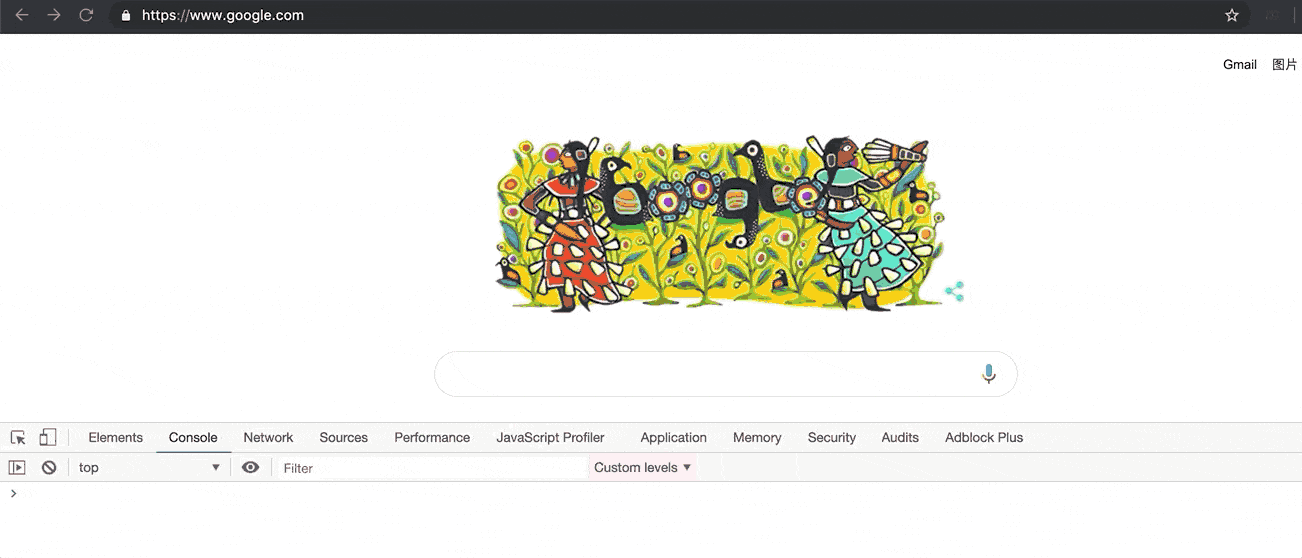 https://www.google.com
Gmail 图片
Elements Console Network Sources Performance JavaScript Profiler Application Memory Security Audits Adblock Plus
top Filter Custom levels